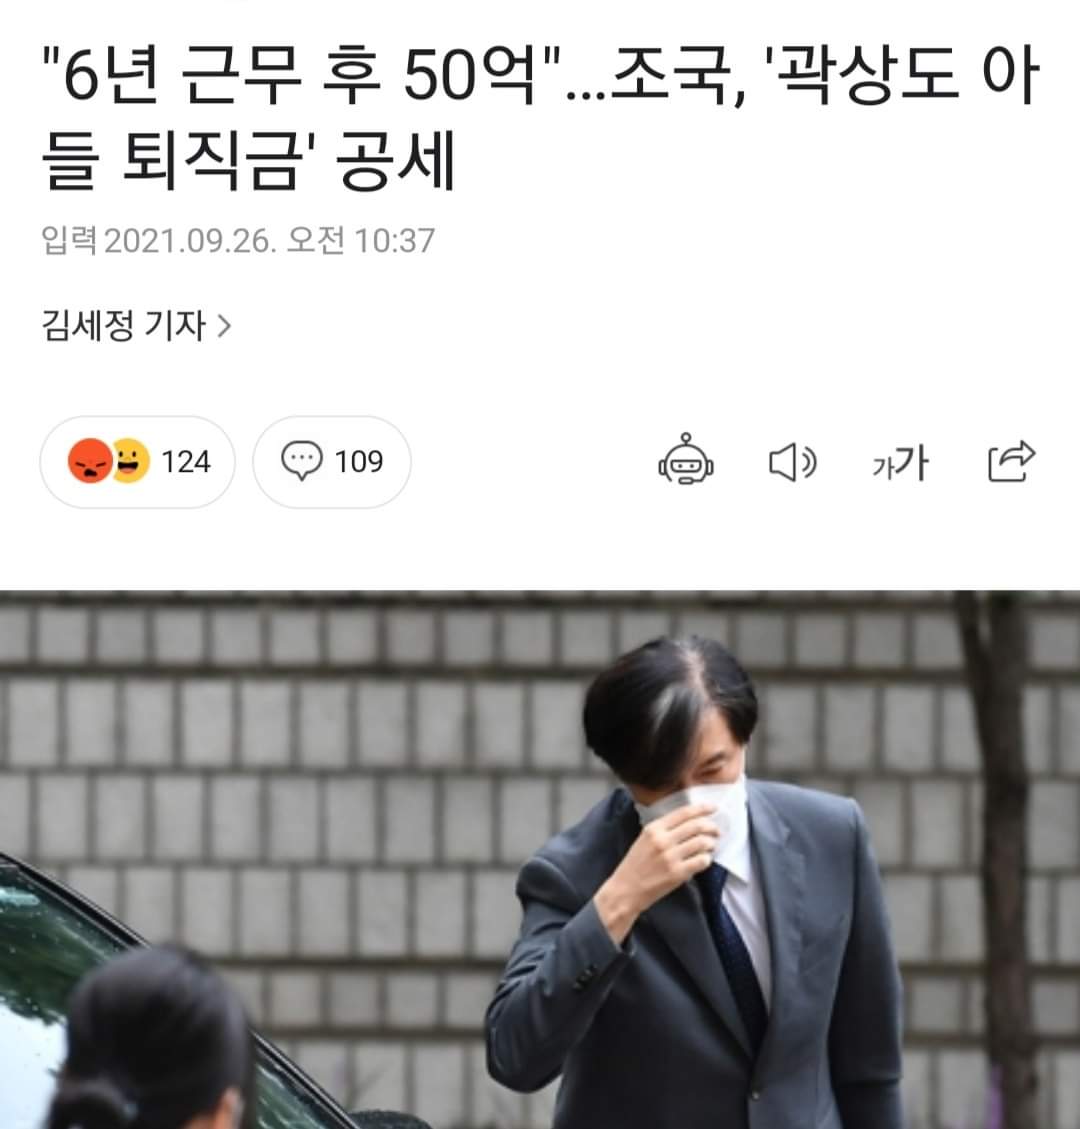 "6년 근무 후 50억"...조국, '곽상도 아
들 퇴직금' 공세
입력 2021.09.26. 오전 10:37
김세정 기자 >
124 109 가가